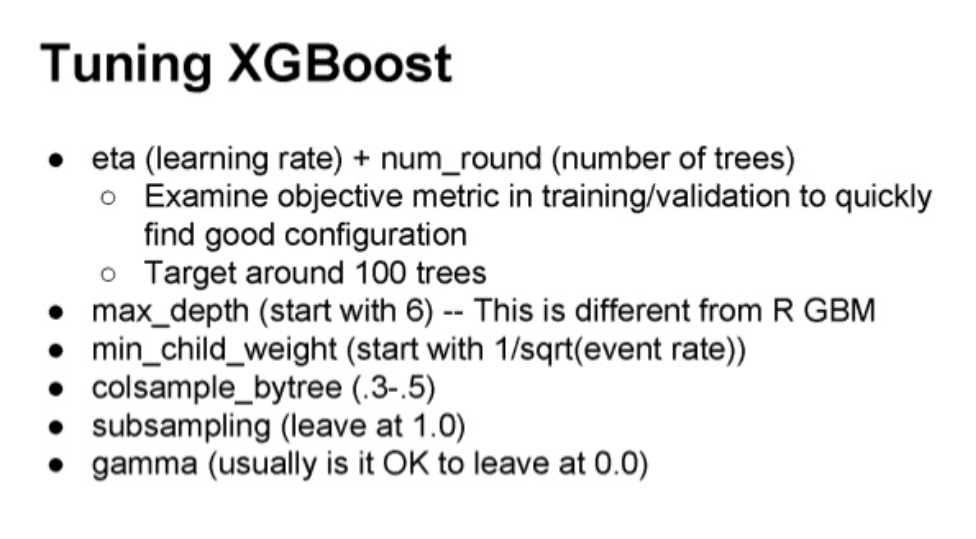 Tuning XGBoost
● eta (learning rate) + num_round (number of trees)
○ Examine objective metric in training/validation to quickly
find good configuration
○ Target around 100 trees
● max_depth (start with 6) -- This is different from R GBM
● min_child_weight (start with 1/sqrt(event rate))
● colsample_bytree (.3-.5)
● subsampling (leave at 1.0)
● gamma (usually is it OK to leave at 0.0)